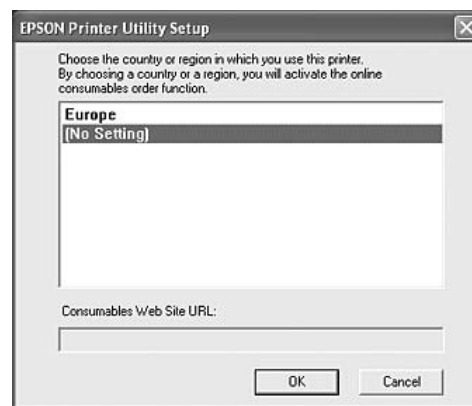 EPSON Printer Utility Setup
Choose the country or region in which you use this printer.
By choosing a country or a region, you will activate the online
consumables order function.
Europe
(No Setting)
Consumables Web Site URL:
OK
Cancel